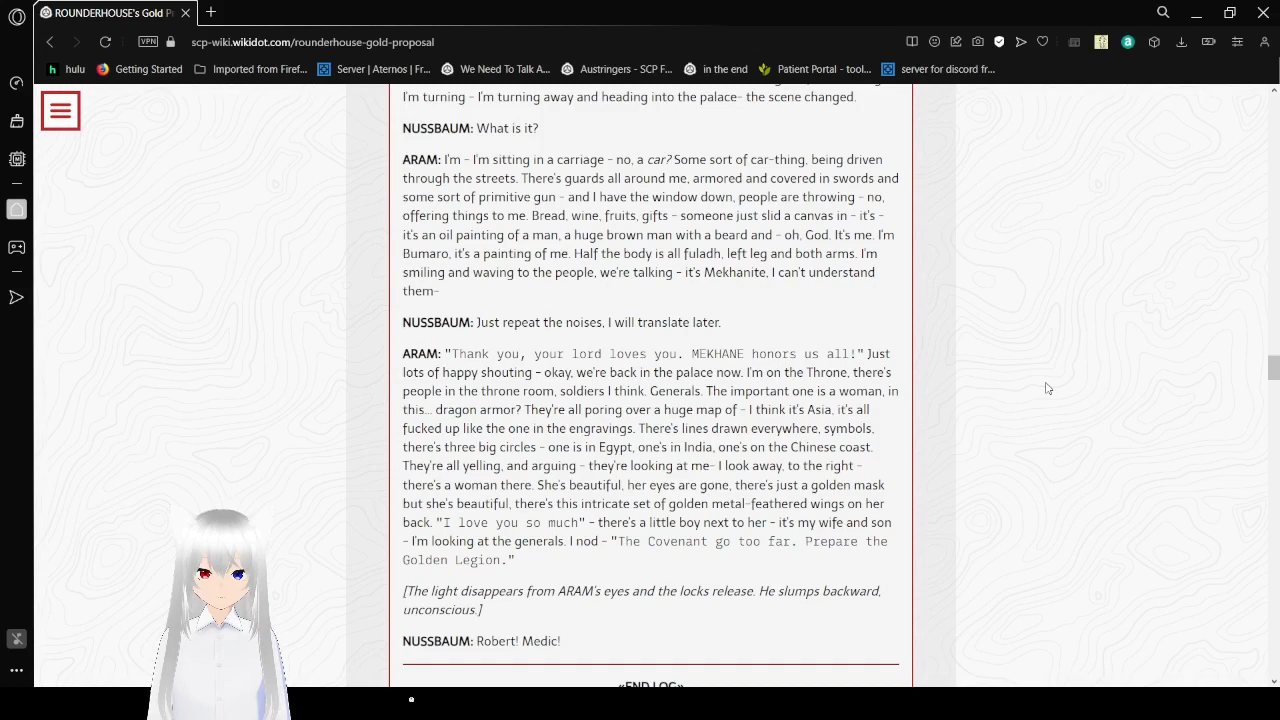 ROUNDERHOUSE's Gold P
VPN
scp-wiki.wikidot.com/rounderhouse-gold-proposal
hulu
Getting Started
Imported from Firef...
Server | Aternos | Fr...
We Need To Talk A...
Austringers - SCP F...
in the end
Patient Portal - tool...
server for discord fr...
I'm turning - I'm turning away and heading into the palace- the scene changed.
NUSSBAUM: What is it?
ARAM: I'm - I'm sitting in a carriage - no, a car? Some sort of car-thing, being driven
through the streets. There's guards all around me, armored and covered in swords and
some sort of primitive gun - and I have the window down, people are throwing - no,
offering things to me. Bread, wine, fruits, gifts - someone just slid a canvas in - it's -
it's an oil painting of a man, a huge brown man with a beard and - oh, God. It's me. I'm
Bumaro, it's a painting of me. Half the body is all fuladh, left leg and both arms. I'm
smiling and waving to the people, we're talking - it's Mekhanite, I can't understand
them-
NUSSBAUM: Just repeat the noises, I will translate later.
ARAM: "Thank you, your lord loves you. MEKHANE honors us all!" Just
lots of happy shouting - okay, we're back in the palace now. I'm on the Throne, there's
people in the throne room, soldiers I think. Generals. The important one is a woman, in
this... dragon armor? They're all poring over a huge map of - I think it's Asia, it's all
fucked up like the one in the engravings. There's lines drawn everywhere, symbols,
there's three big circles - one is in Egypt, one's in India, one's on the Chinese coast.
They're all yelling, and arguing - they're looking at me- I look away, to the right -
there's a woman there. She's beautiful, her eyes are gone, there's just a golden mask
but she's beautiful, there's this intricate set of golden metal-feathered wings on her
back. "I love you so much" - there's a little boy next to her - it's my wife and son
- I'm looking at the generals. I nod - "The Covenant go too far. Prepare the
Golden Legion."
[The light disappears from ARAM's eyes and the locks release. He slumps backward,
unconscious.]
NUSSBAUM: Robert! Medic!
«END LOG»